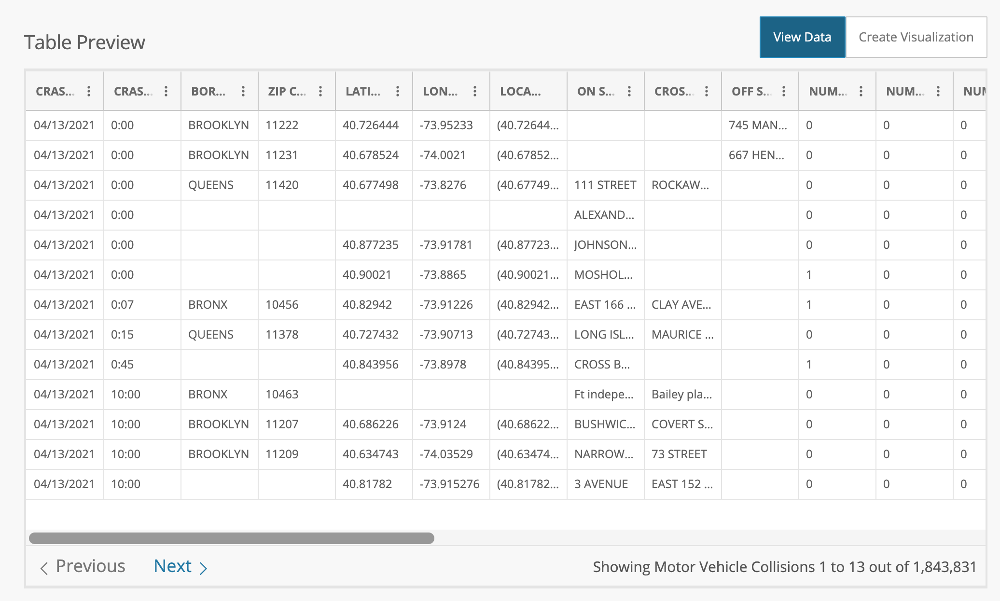 View Data Create Visualization
Table Preview
CRAS... CRAS... BOR... ZIP C... LATI... LON... LOCA... ON S... CROS... OFF S... NUM... NUM... NUM
04/13/2021 0:00 BROOKLYN 11222 40.726444 -73.95233 (40.72644... 745 MAN... 0 0 0
04/13/2021 0:00 BROOKLYN 11231 40.678524 -74.0021 (40.67852... 667 HEN... 0 0 0
04/13/2021 0:00 QUEENS 11420 40.677498 -73.8276 (40.67749... 111 STREET ROCKAW... 0 0 0
04/13/2021 0:00 ALEXAND... 0 0 0
04/13/2021 0:00 40.877235 -73.91781 (40.87723... JOHNSON... 0 0 0
04/13/2021 0:00 40.90021 -73.8865 (40.90021... MOSHOL... 1 0 0
04/13/2021 0:07 BRONX 10456 40.82942 -73.91226 (40.82942... EAST 166 ... CLAY AVE... 1 0 0
04/13/2021 0:15 QUEENS 11378 40.727432 -73.90713 (40.72743... LONG ISL... MAURICE ... 0 0 0
04/13/2021 0:45 40.843956 -73.8978 (40.84395... CROSS B... 1 0 0
04/13/2021 10:00 BRONX 10463 Ft indepe... Bailey pla... 0 0 0
04/13/2021 10:00 BROOKLYN 11207 40.686226 -73.9124 (40.68622... BUSHWIC... COVERT S... 0 0 0
04/13/2021 10:00 BROOKLYN 11209 40.634743 -74.03529 (40.63474... NARROW... 73 STREET 0 0 0
04/13/2021 10:00 40.81782 -73.915276 (40.81782... 3 AVENUE EAST 152 ... 0 0 0
Previous Next Showing Motor Vehicle Collisions 1 to 13 out of 1,843,831